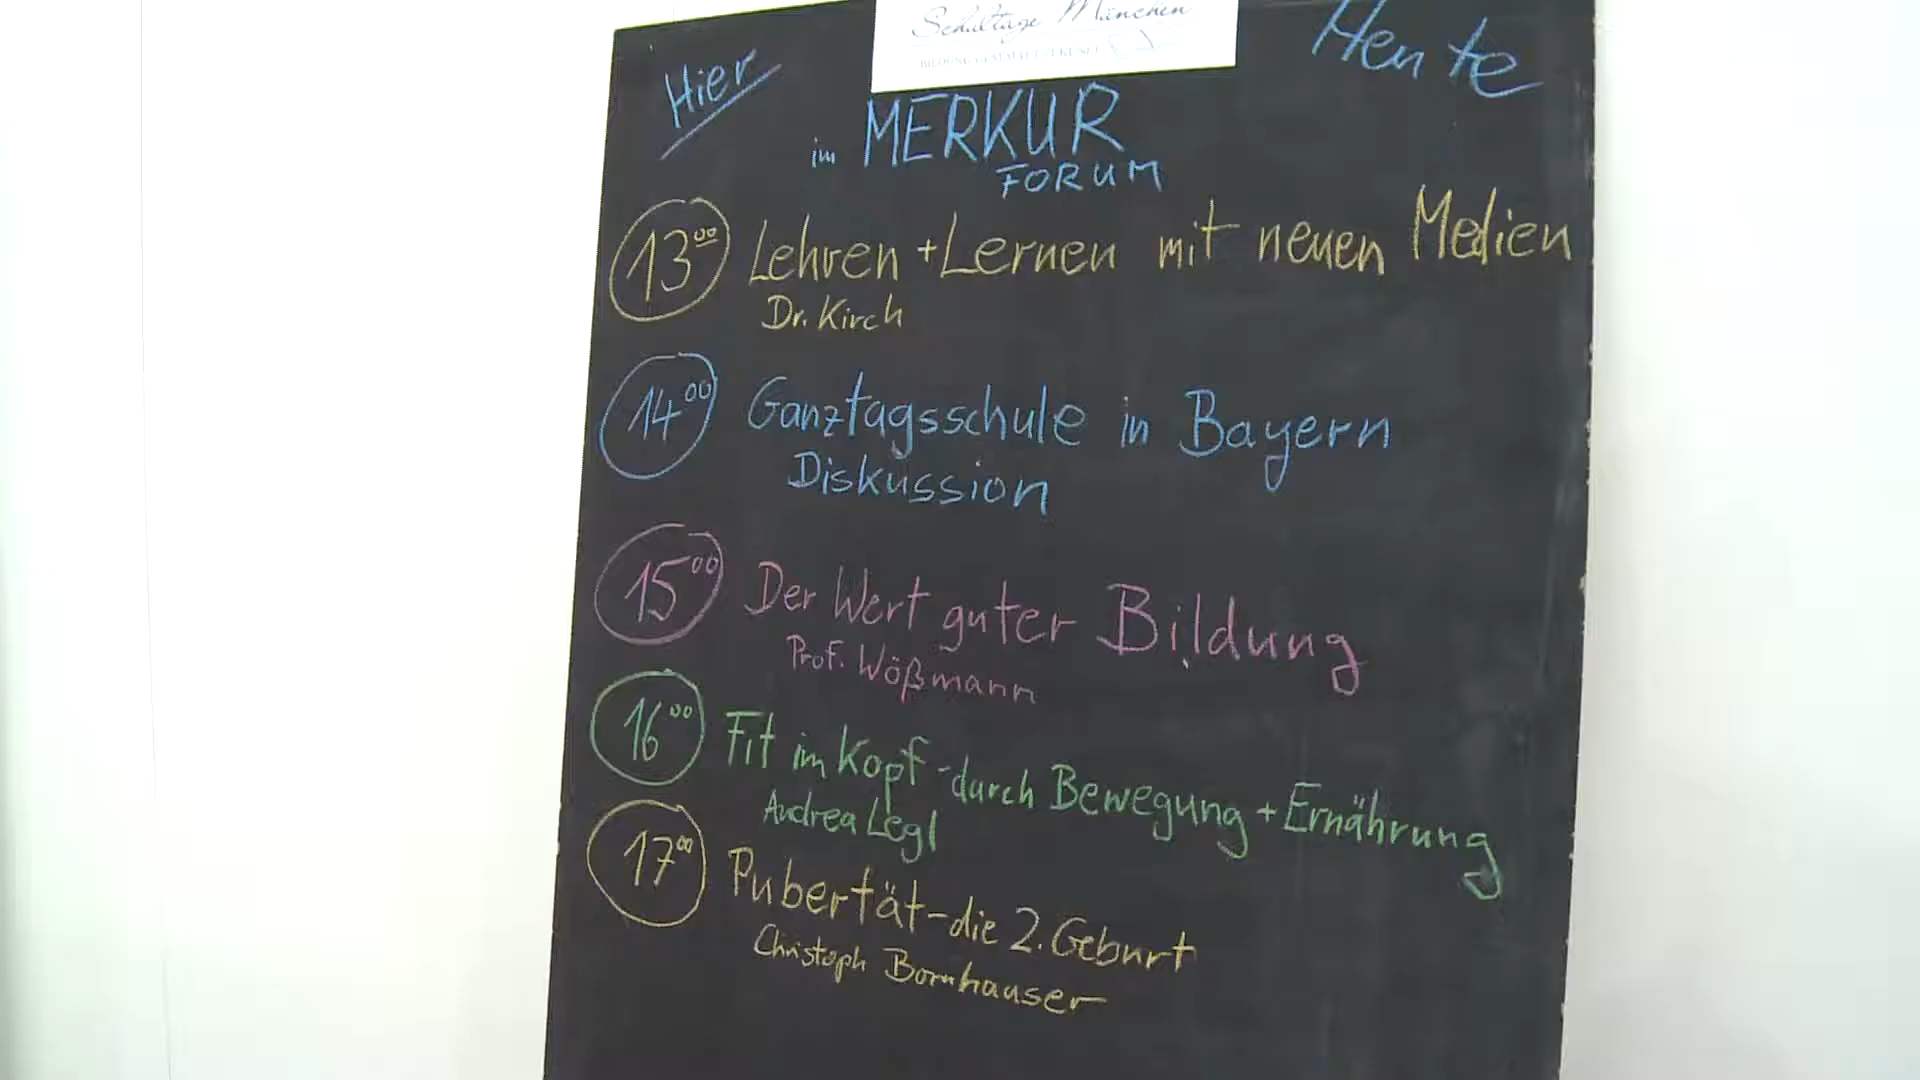 Schultage München
Hier
Heute
im MERKUR
FORUM
13⁰⁰ Lehren + Lernen mit neuen Medien
Dr. Kirch
14⁰⁰ Ganztagsschule in Bayern
Diskussion
15⁰⁰ Der Wert guter Bildung
Prof. Wößmann
16⁰⁰ Fit im Kopf - durch Bewegung + Ernährung
Andrea Legl
17⁰⁰ Pubertät - die 2. Geburt
Christoph Bornhauser